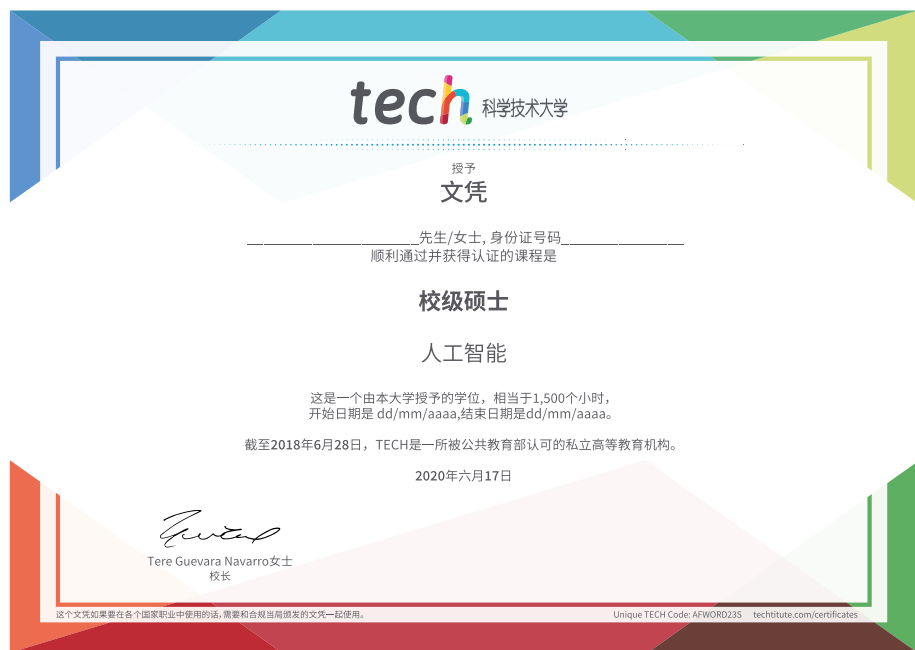 tech 科学技术大学
授予
文凭
______________________先生/女士, 身份证号码_______________
顺利通过并获得认证的课程是
校级硕士
人工智能
这是一个由本大学授予的学位，相当于1,500个小时，
开始日期是 dd/mm/aaaa,结束日期是dd/mm/aaaa。
截至2018年6月28日，TECH是一所被公共教育部认可的私立高等教育机构。
2020年六月17日
Tere Guevara Navarro女士
校长
这个文凭如果要在各个国家职业中使用的话,需要和合规当局颁发的文凭一起使用。
Unique TECH Code: AFWORD23S techtitute.com/certificates